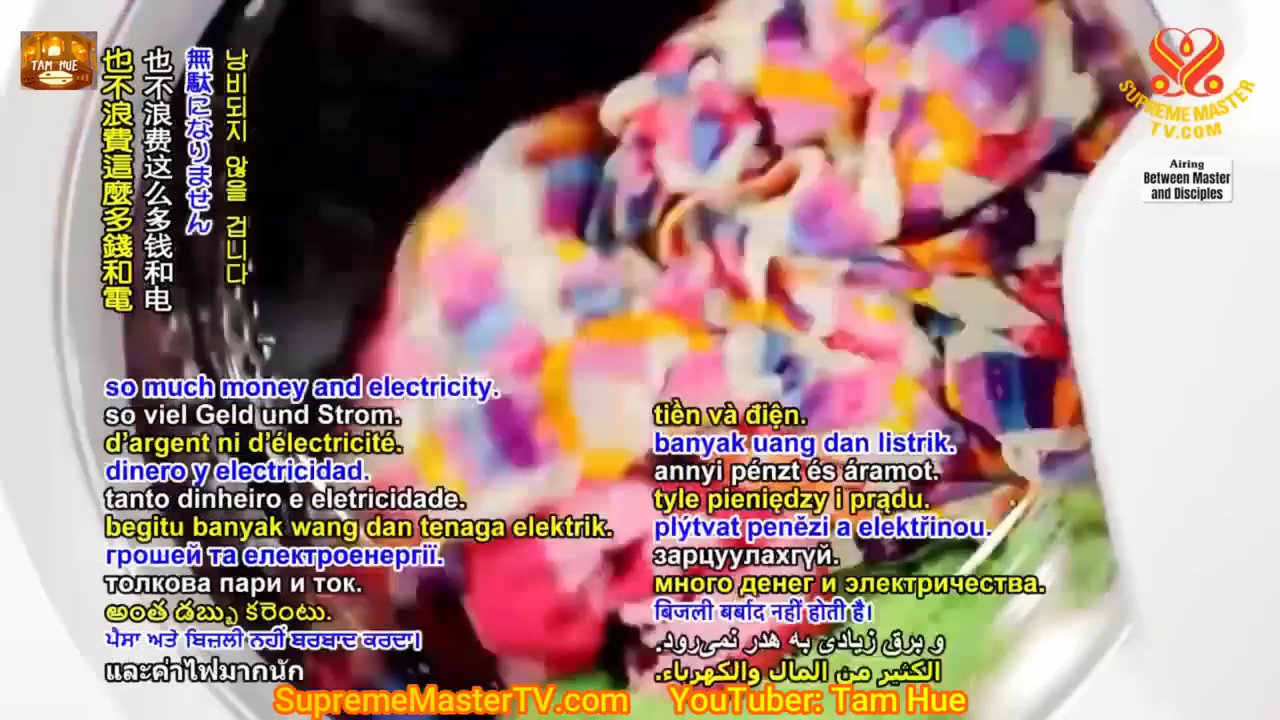 TAM HUE
也不浪費這麼多錢和電
也不浪费这么多钱和电
無駄になりません
낭비되지 않을 겁니다
SUPREME MASTER
TV.COM
Airing
Between Master
and Disciples
so much money and electricity.
so viel Geld und Strom.
d'argent ni d'électricité.
dinero y electricidad.
tanto dinheiro e eletricidade.
begitu banyak wang dan tenaga elektrik.
грошей та електроенергії.
толкова пари и ток.
అంత డబ్బు కరెంటు.
ਪੈਸਾ ਅਤੇ ਬਿਜ਼ਲੀ ਨਹੀਂ ਬਰਬਾਦ ਕਰਦਾ।
และค่าไฟมากนัก
tiền và điện.
banyak uang dan listrik.
annyi pénzt és áramot.
tyle pieniędzy i prądu.
plýtvat penězi a elektřinou.
зарцуулахгүй.
много денег и электричества.
बिजली बर्बाद नहीं होती है।
و برق زیادی به هدر نمی‌رود.
الكثير من المال والكهرباء.
SupremeMasterTV.com
YouTuber: Tam Hue